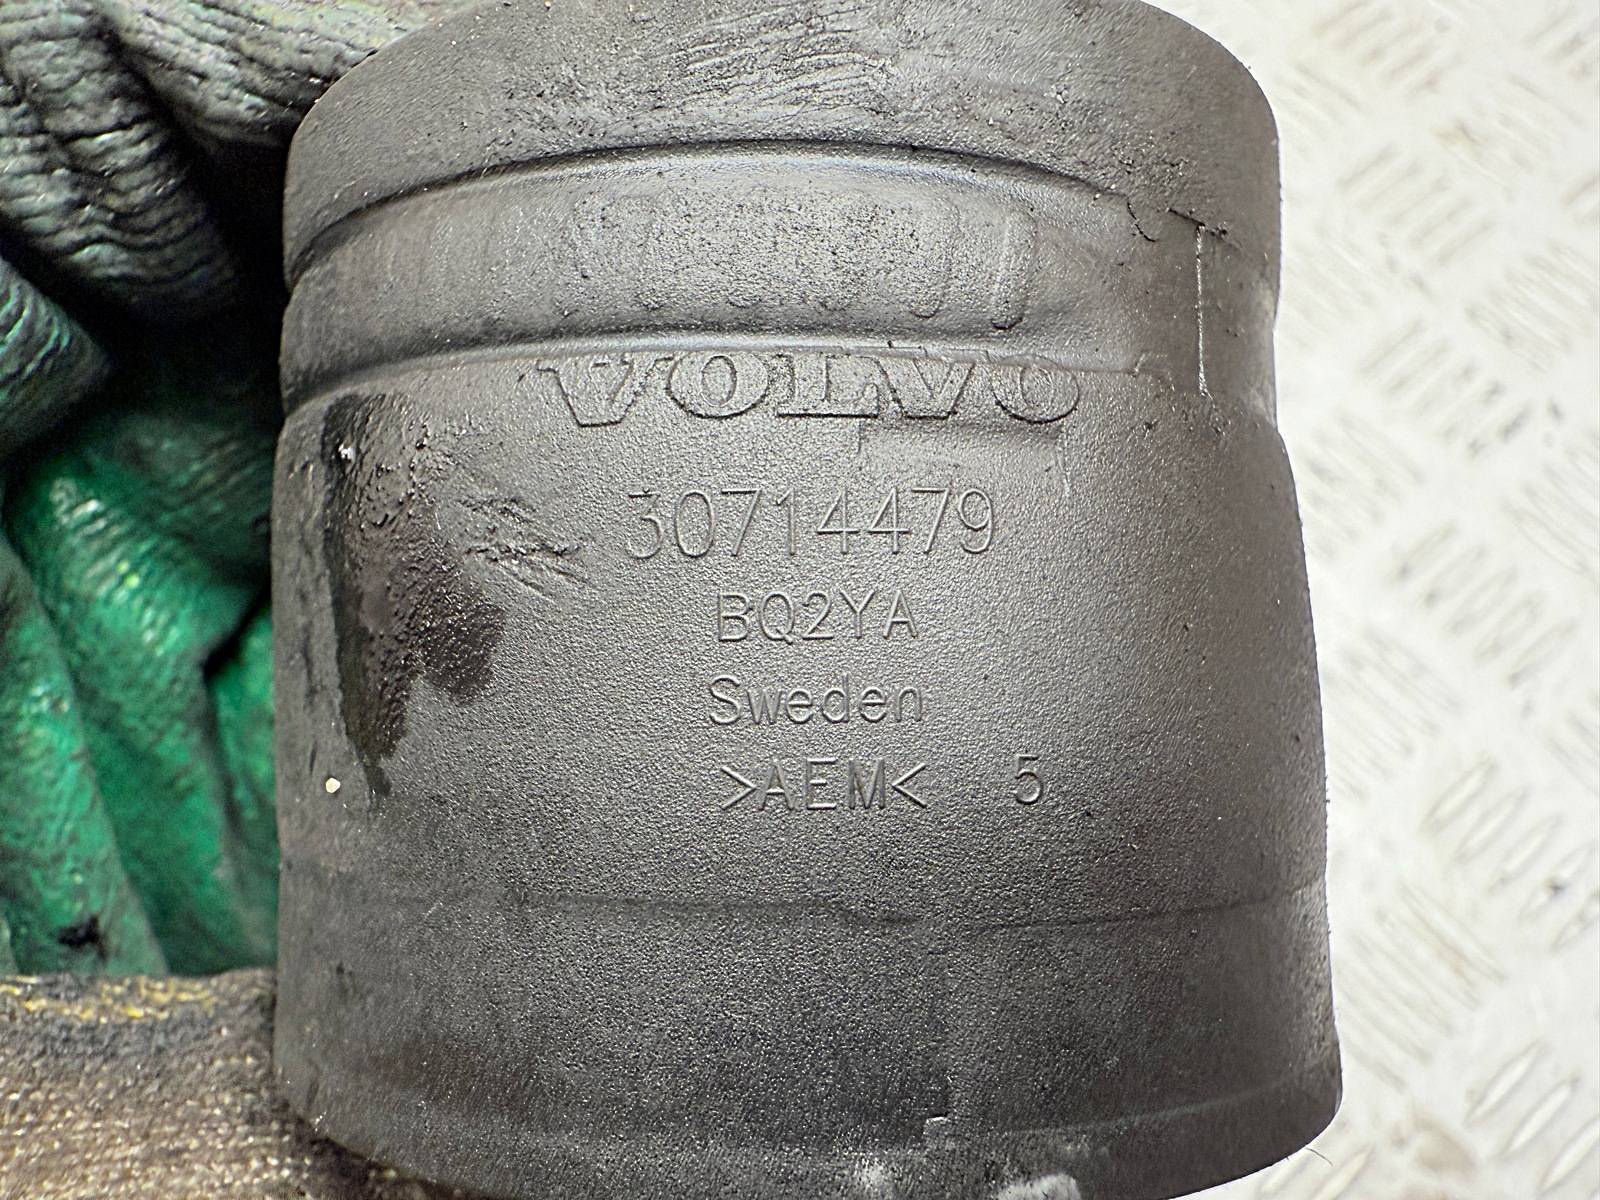 VOLVO
30714479
BQ2YA
Sweden
>AEM< 5